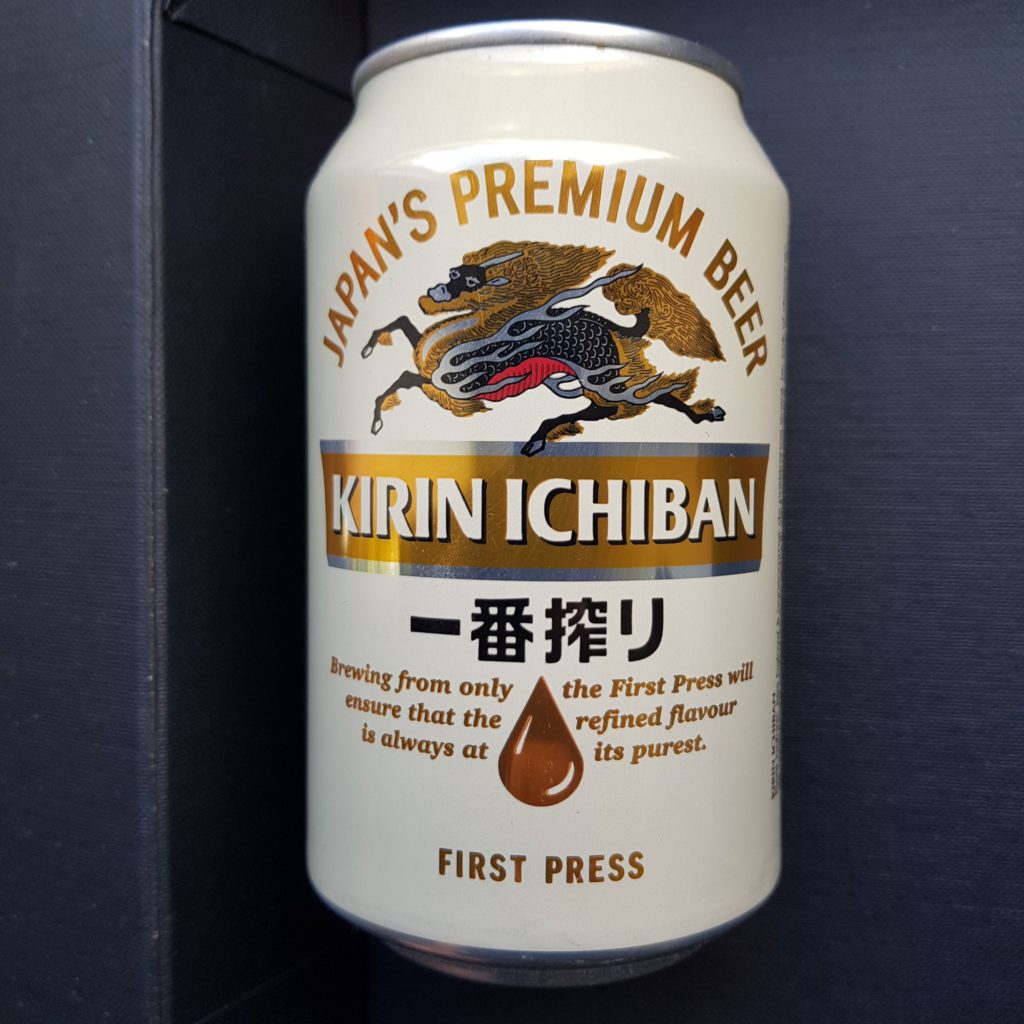 JAPAN'S PREMIUM BEER
KIRIN ICHIBAN
一番搾り
Brewing from only the First Press will
ensure that the refined flavour
is always at its purest.
FIRST PRESS